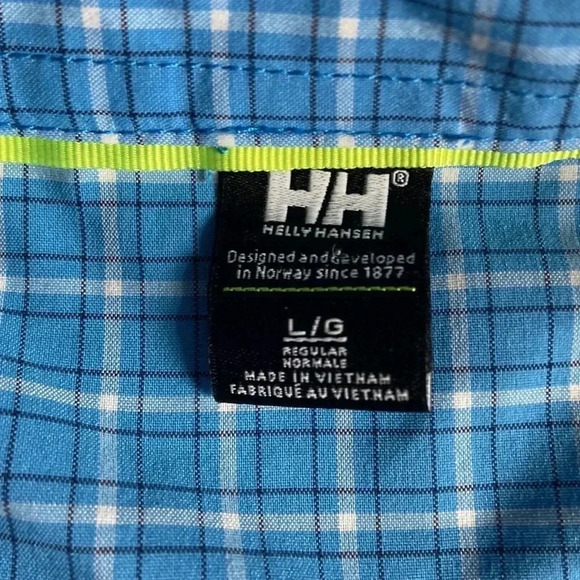 HH®
HELLY HANSEN
Designed and developed
in Norway since 1877
L/G
REGULAR
NORMALE
MADE IN VIETNAM
FABRIQUÉ AU VIETNAM